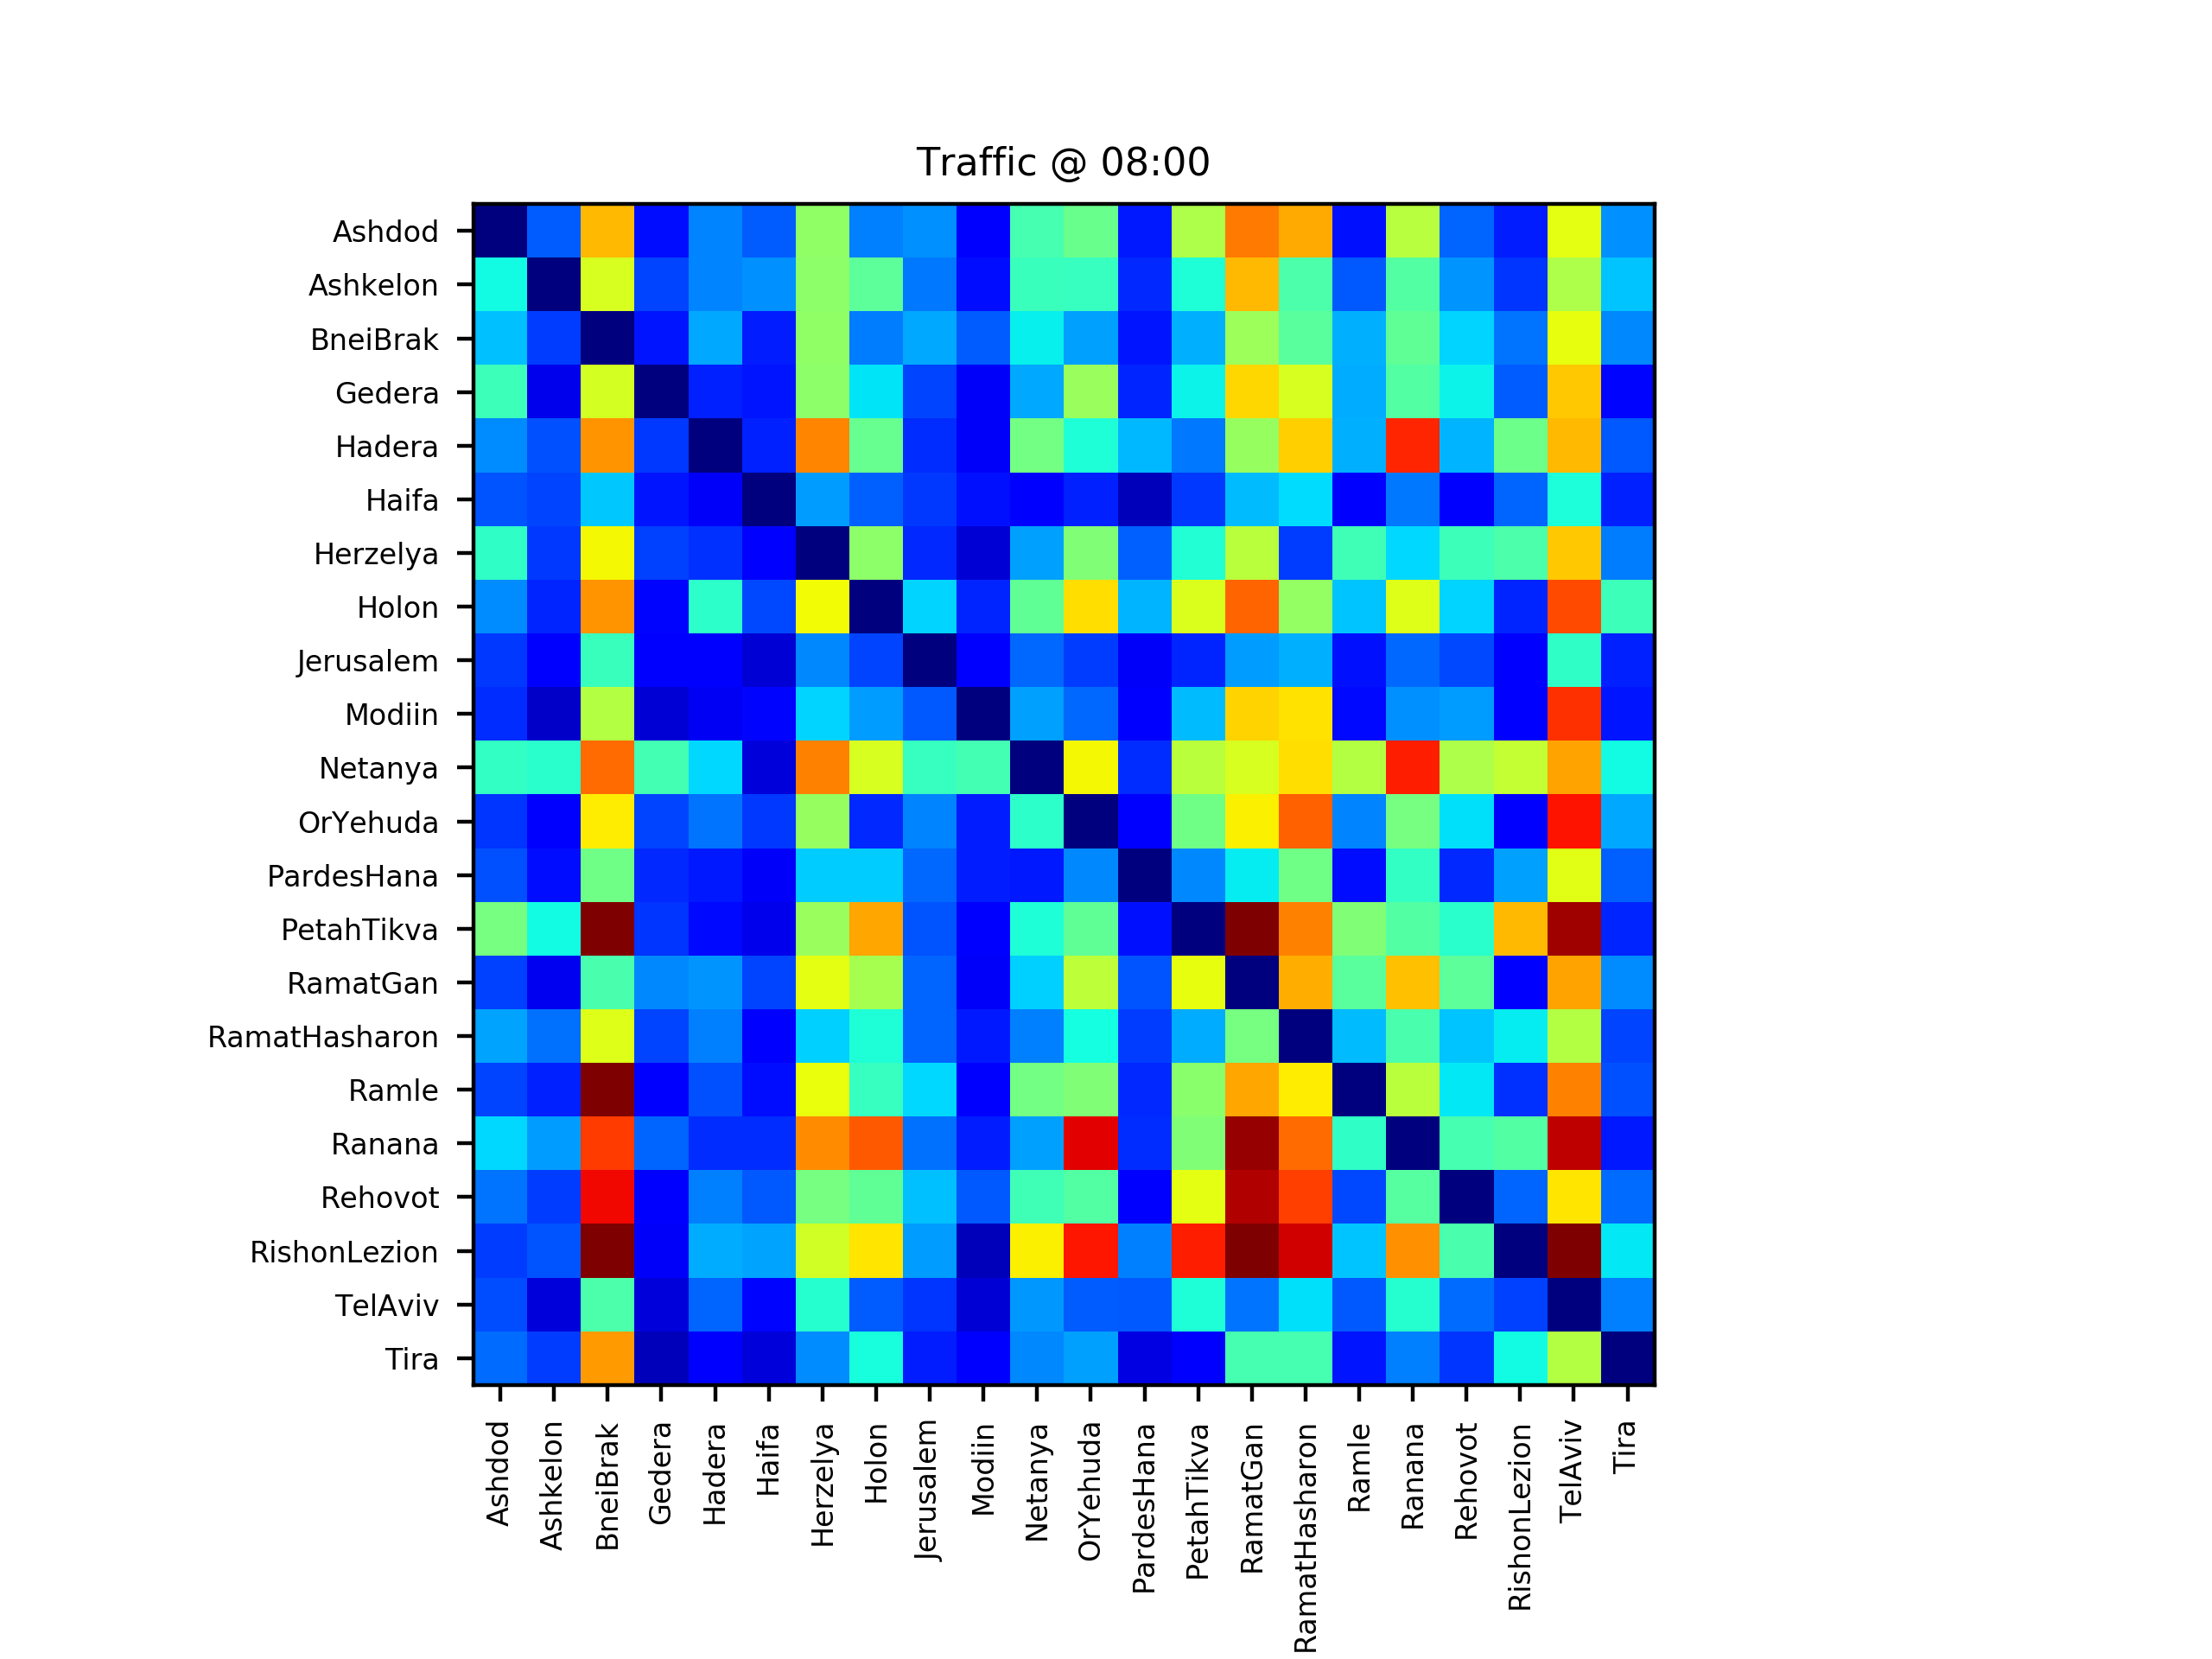 Traffic @ 08:00
Ashdod
Ashkelon
BneiBrak
Gedera
Hadera
Haifa
Herzelya
Holon
Jerusalem
Modiin
Netanya
OrYehuda
PardesHana
PetahTikva
RamatGan
RamatHasharon
Ramle
Ranana
Rehovot
RishonLezion
TelAviv
Tira
Ashdod
Ashkelon
BneiBrak
Gedera
Hadera
Haifa
Herzelya
Holon
Jerusalem
Modiin
Netanya
OrYehuda
PardesHana
PetahTikva
RamatGan
RamatHasharon
Ramle
Ranana
Rehovot
RishonLezion
TelAviv
Tira